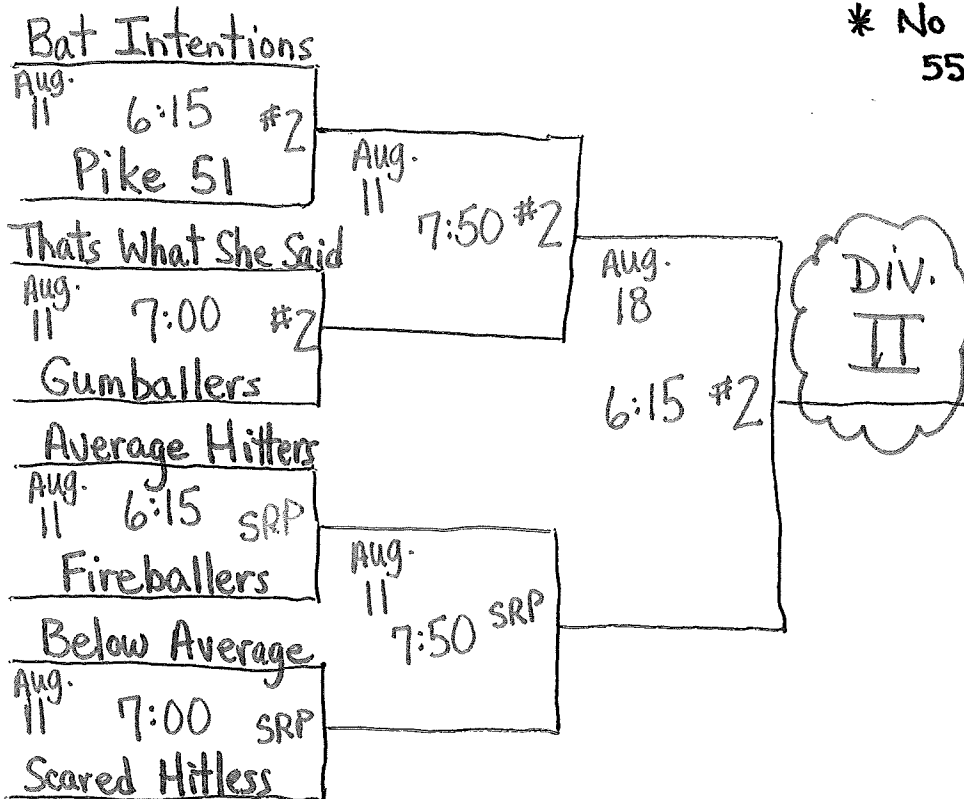 * No
55
Bat Intentions
Aug.
11 6:15 #2
Pike 51
Aug.
11
7:50 #2
Thats What She Said
Aug.
11 7:00 #2
Gumballers
Aug.
18
6:15 #2
Div.
II
Average Hitters
Aug.
11 6:15 SRP
Fireballers
Aug.
11
7:50 SRP
Below Average
Aug.
11 7:00 SRP
Scared Hitless